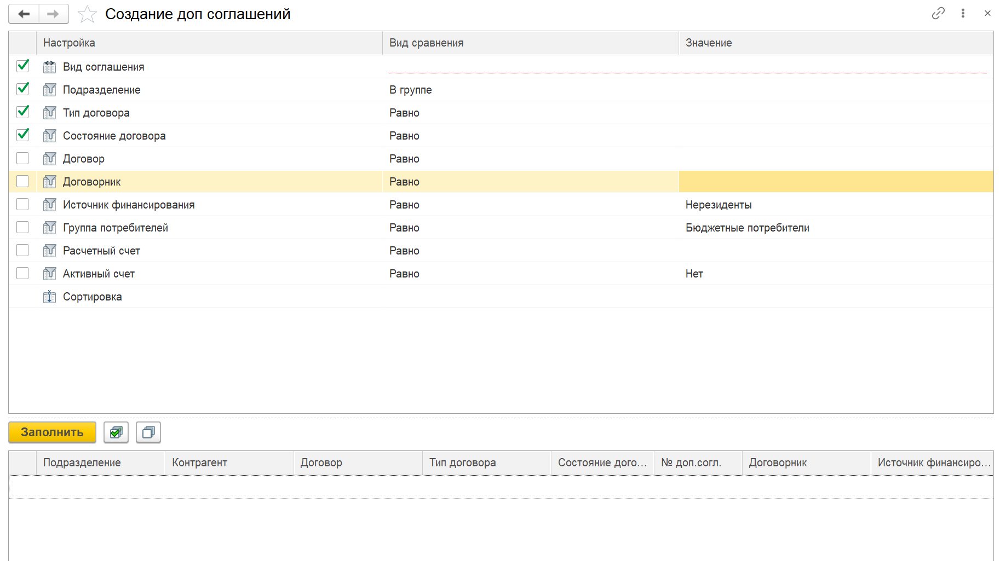 Создание доп соглашений
Настройка Вид сравнения Значение
Вид соглашения
Подразделение В группе
Тип договора Равно
Состояние договора Равно
Договор Равно
Договорник Равно
Источник финансирования Равно Нерезиденты
Группа потребителей Равно Бюджетные потребители
Расчетный счет Равно
Активный счет Равно Нет
Сортировка
Заполнить
Подразделение Контрагент Договор Тип договора Состояние дого... № доп.согл. Договорник Источник финансиро...